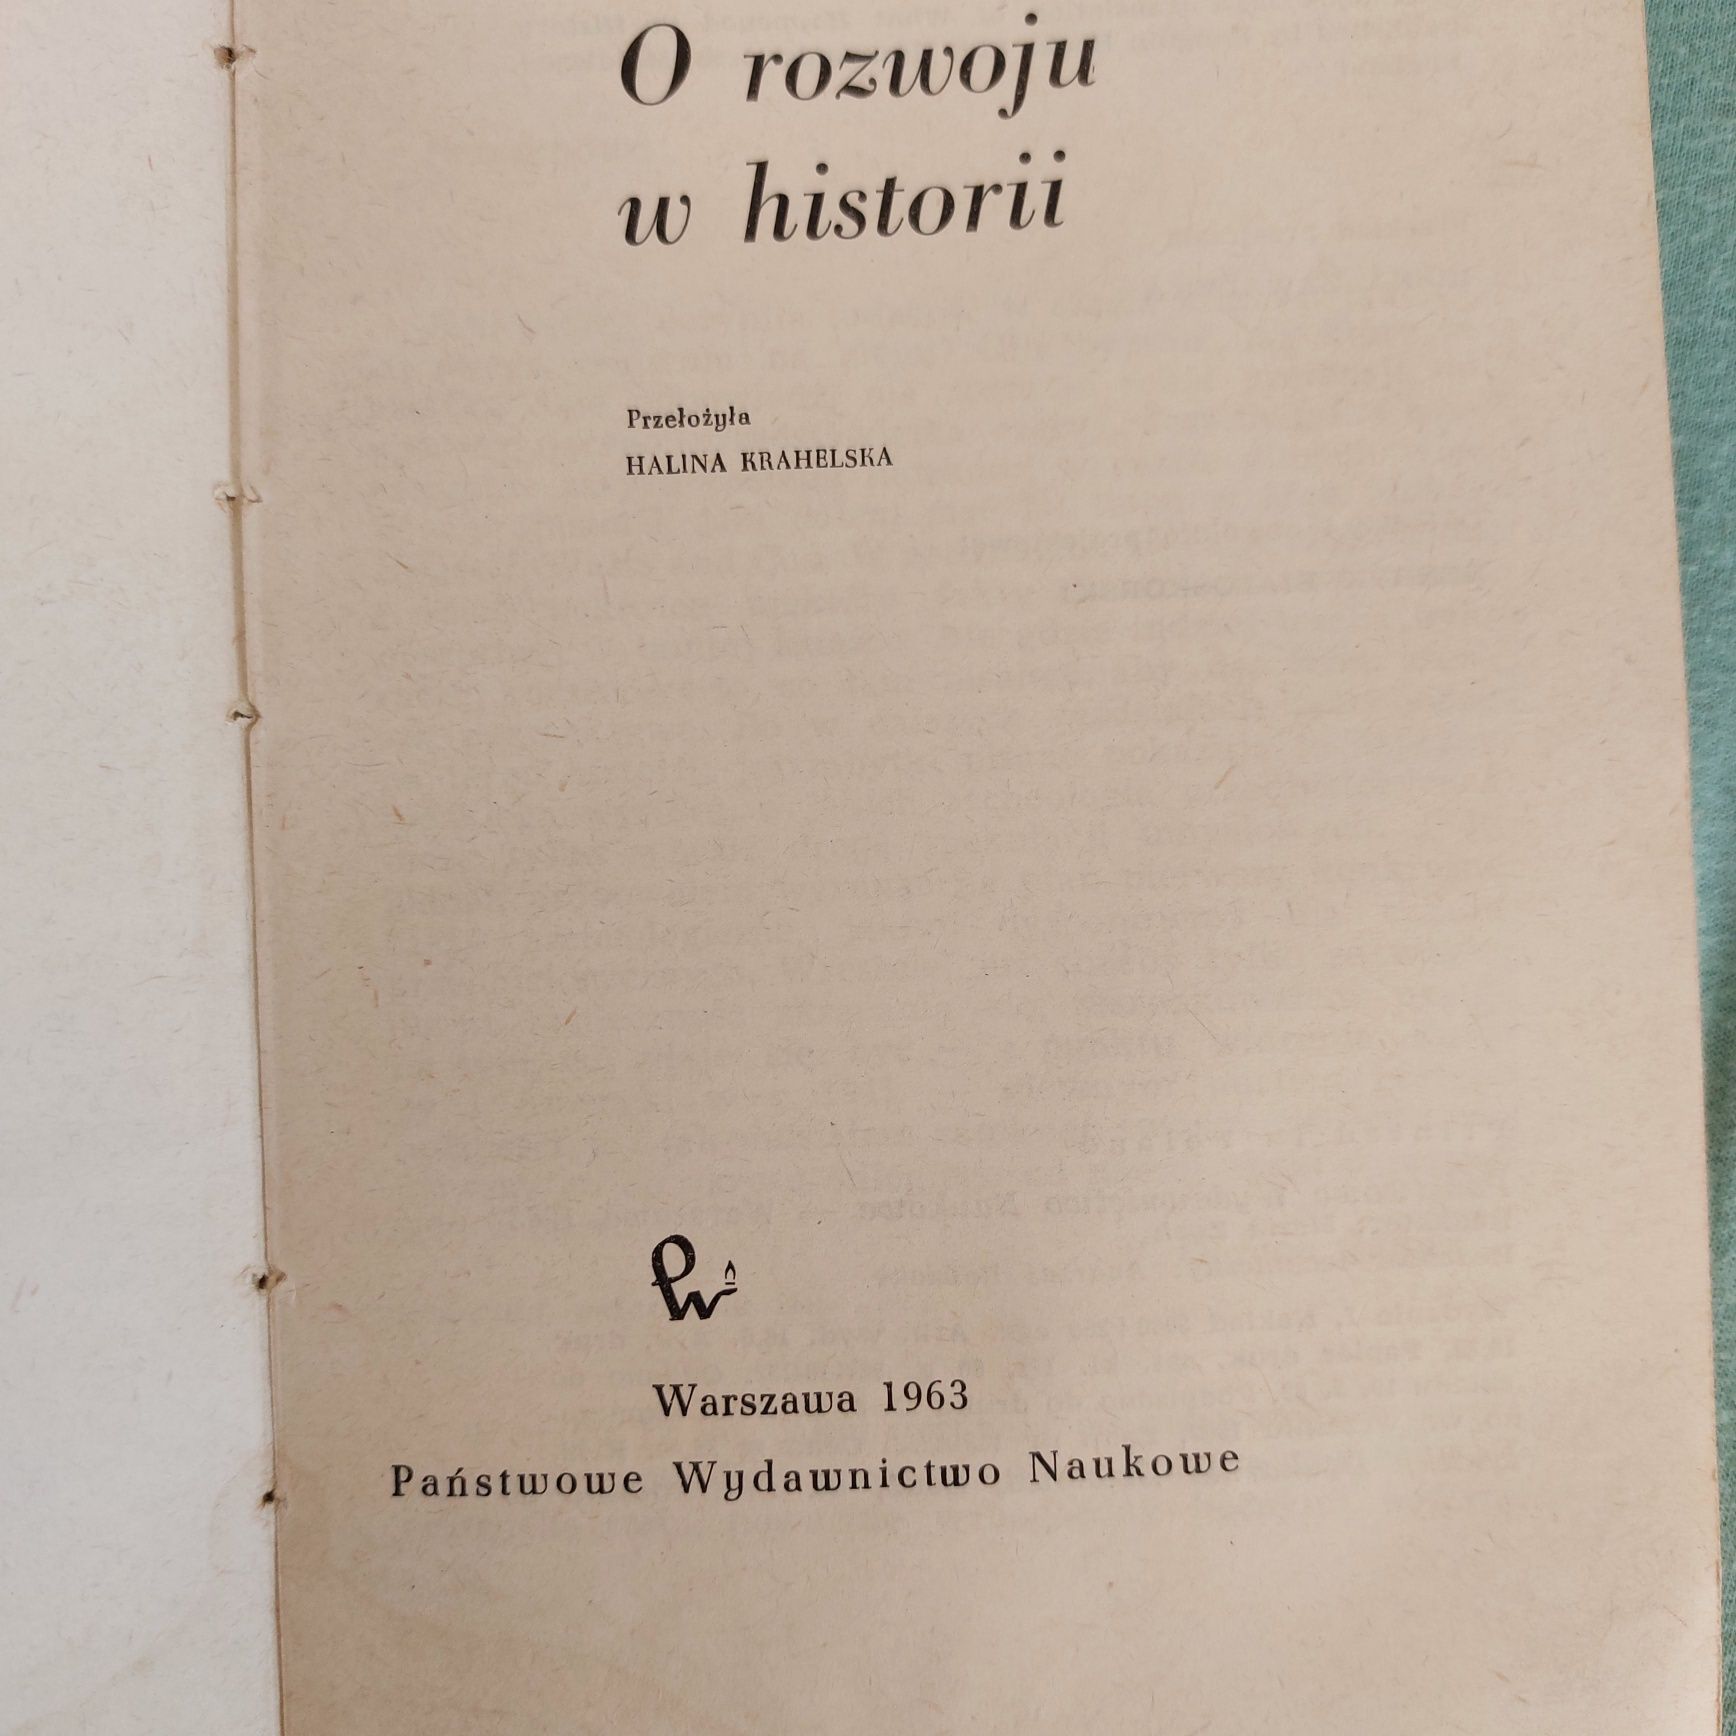 O rozwoju
w historii
Przełożyła
HALINA KRAHELSKA
Warszawa 1963
Państwowe Wydawnictwo Naukowe